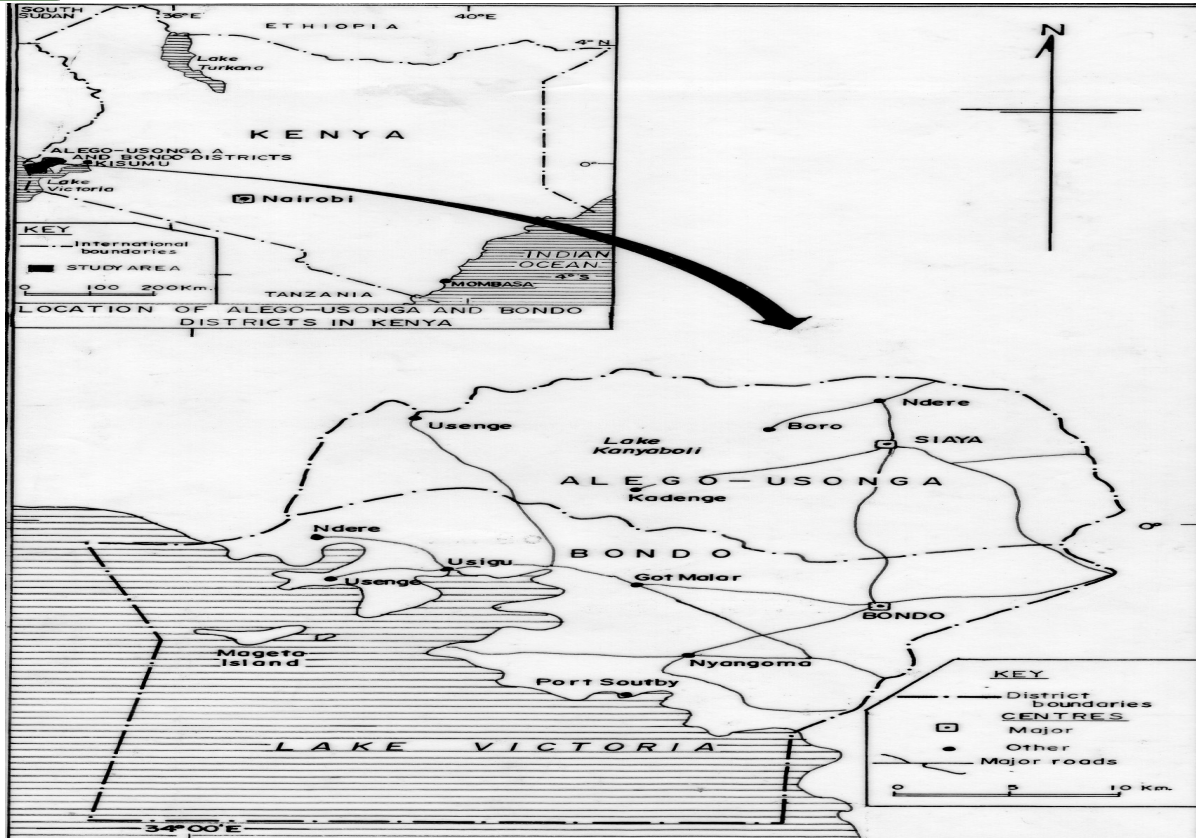 SOUTH
SUDAN
36°E
ETHIOPIA
40°E
4° N
Lake
Turkana
KENYA
ALEGO-USONGA A
AND BONDO DISTRICTS
KISUMU
0°
Lake
Victoria
Nairobi
KEY
International
boundaries
STUDY AREA
0 100 200Km.
INDIAN
OCEAN
4° S
MOMBASA
TANZANIA
LOCATION OF ALEGO-USONGA AND BONDO
DISTRICTS IN KENYA
N
Usenge
Ndere
Boro
SIAYA
Lake
Kanyaboli
ALEGO-USONGA
Kadenge
0°
Ndere
BONDO
Usigu
Usenge
Got Malar
BONDO
Mageta
Island
Nyangoma
Port Soutby
LAKE VICTORIA
34°00'E
KEY
District
boundaries
CENTRES
Major
Other
Major roads
0 5 10 Km.